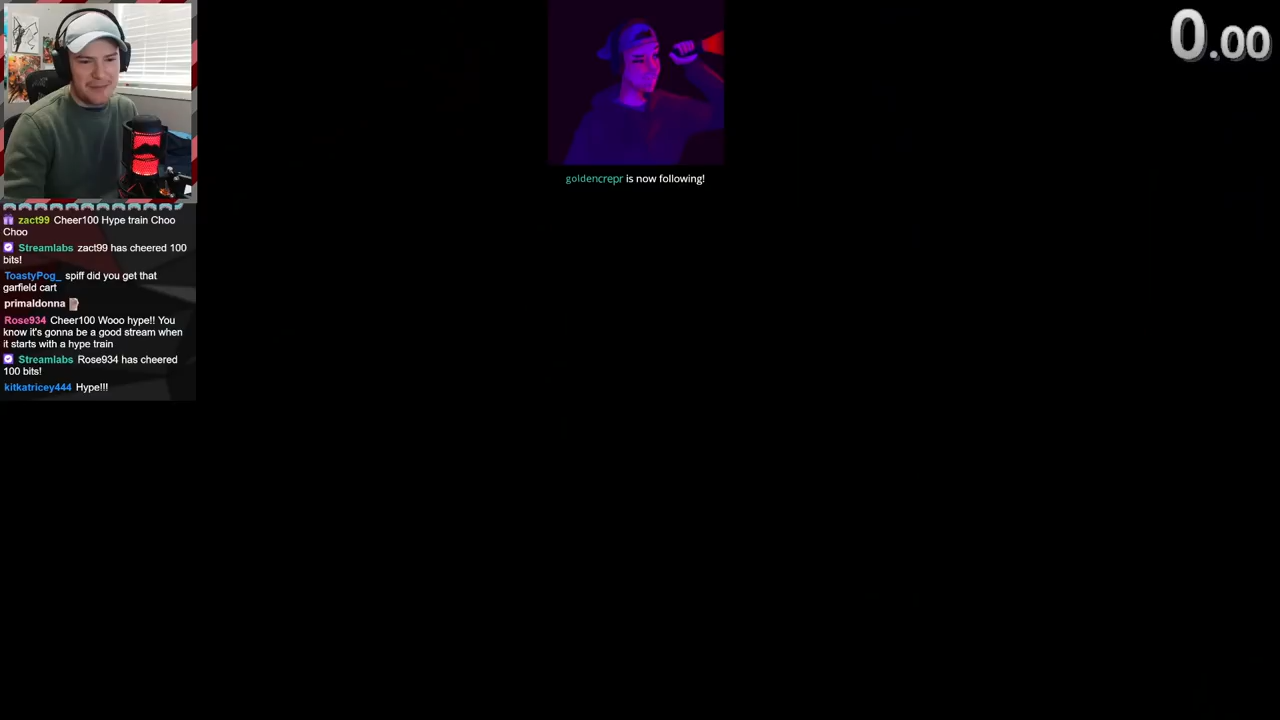 0.00
goldencrepr is now following!
zact99 Cheer100 Hype train Choo
Choo
Streamlabs zact99 has cheered 100
bits!
ToastyPog_ spiff did you get that
garfield cart
primaldonna
Rose934 Cheer100 Wooo hype!! You
know it's gonna be a good stream when
it starts with a hype train
Streamlabs Rose934 has cheered
100 bits!
kitkatricey444 Hype!!!